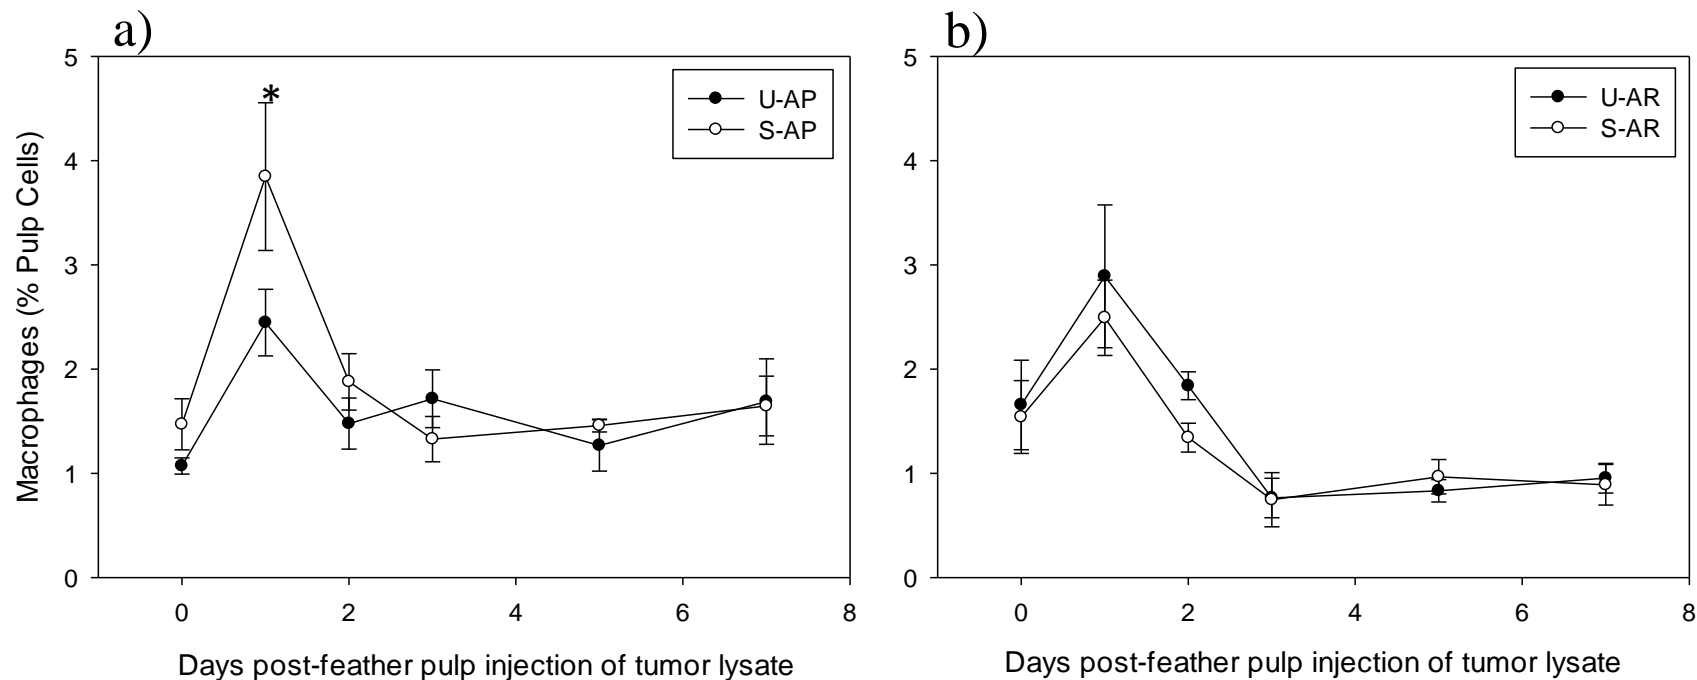 a)
5
4
3
2
1
0
Macrophages (% Pulp Cells)
*
U-AP
S-AP
0 2 4 6 8
Days post-feather pulp injection of tumor lysate
b)
5
4
3
2
1
0
U-AR
S-AR
0 2 4 6 8
Days post-feather pulp injection of tumor lysate